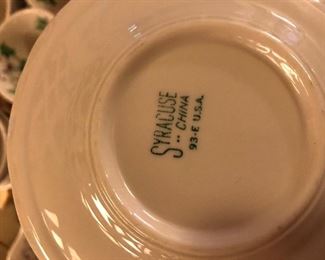 SYRACUSE
-- CHINA
93-E U.S.A.